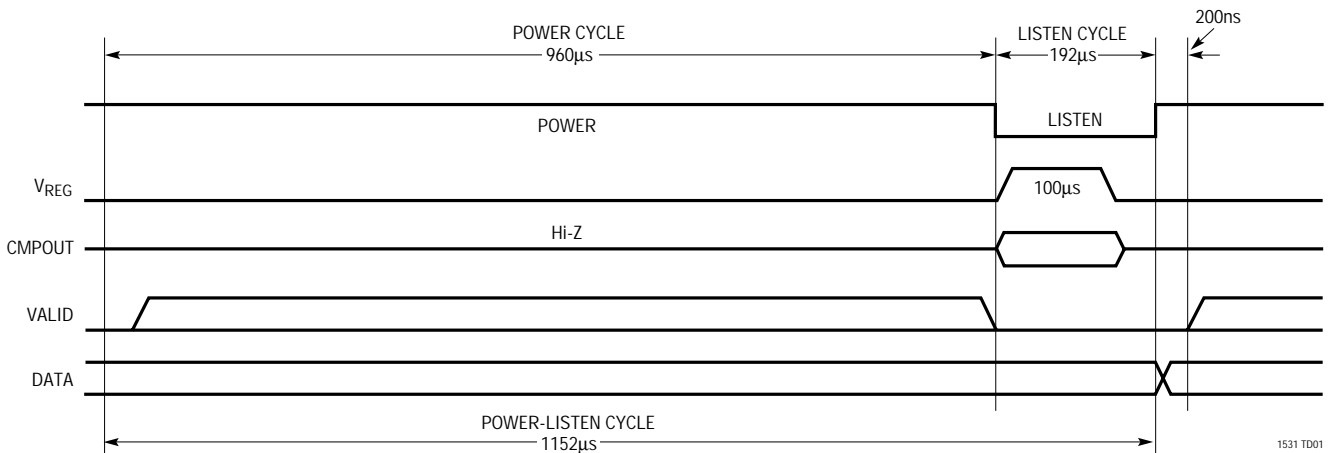 200ns
POWER CYCLE
960µs
LISTEN CYCLE
192µs
POWER
LISTEN
VREG
100µs
CMPOUT
Hi-Z
VALID
DATA
POWER-LISTEN CYCLE
1152µs
1531 TD01